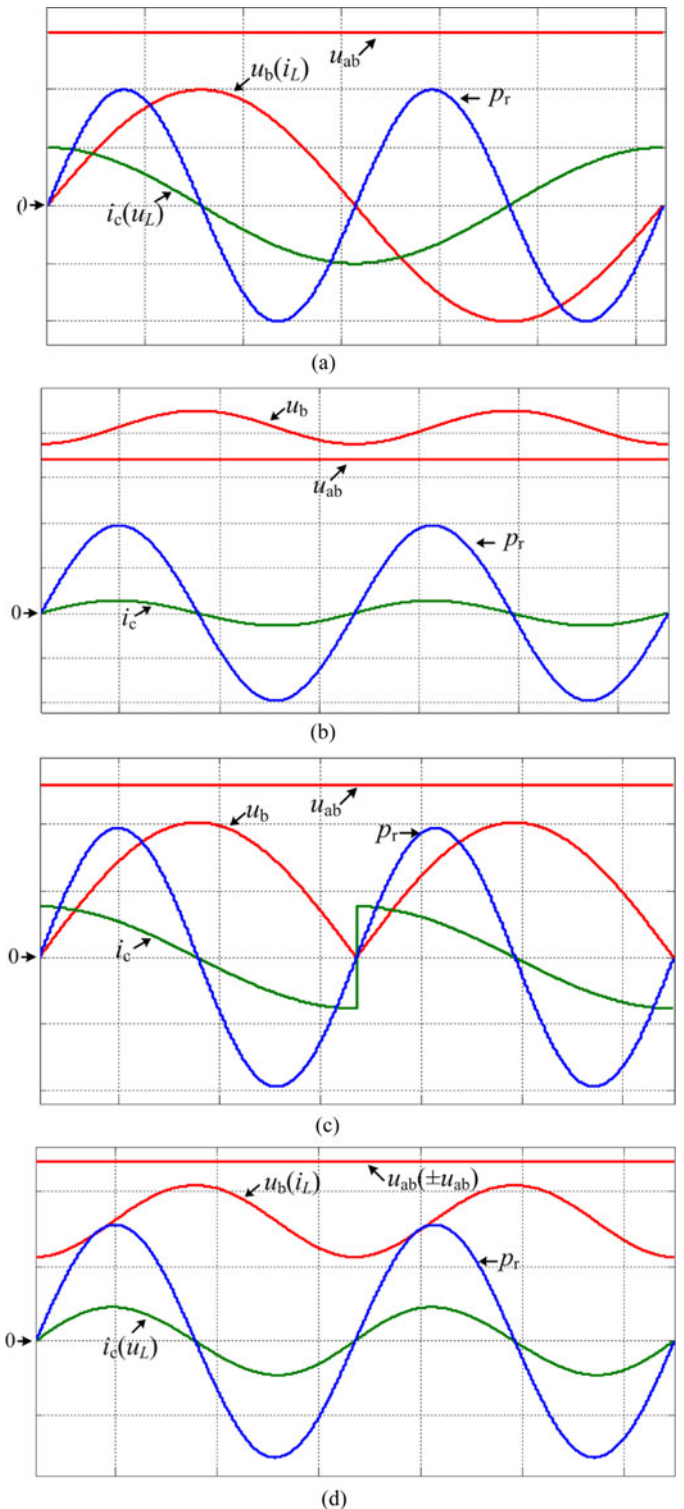 u_ab
u_b(i_L)
p_r
0
i_c(u_L)
(a)
u_b
u_ab
p_r
0
i_c
(b)
u_b
u_ab
p_r
0
i_c
(c)
u_b(i_L)
u_ab(±u_ab)
p_r
0
i_c(u_L)
(d)